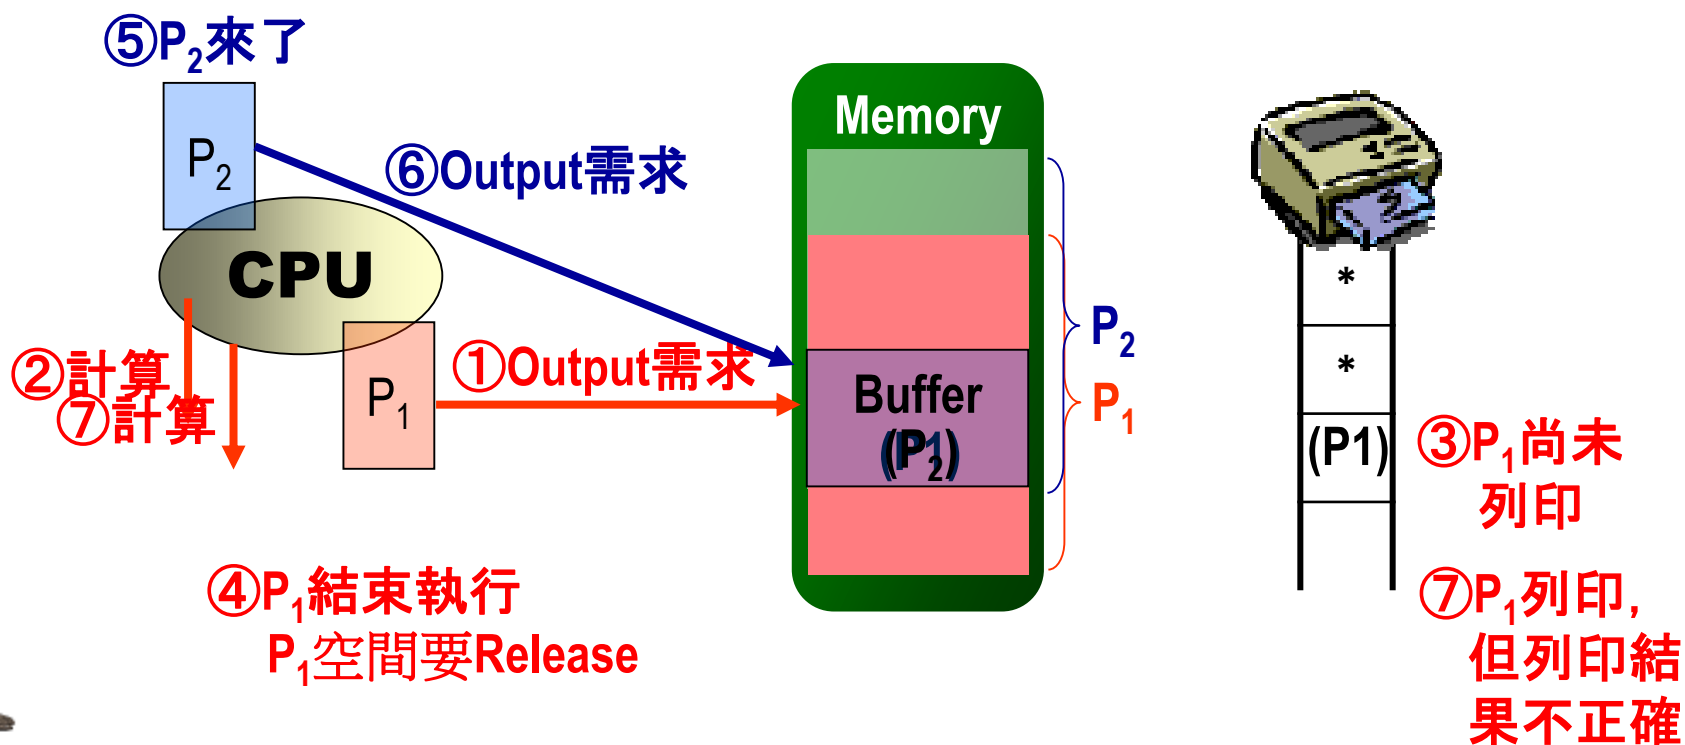 ⑤P₂來了
P₂
⑥Output需求
CPU
①Output需求
②計算
⑦計算
P₁
④P₁結束執行
P₁空間要Release
Memory
Buffer
(P1)
(P₂)
P₂
P₁
*
*
(P1)
③P₁尚未
列印
⑦P₁列印,
但列印結
果不正確